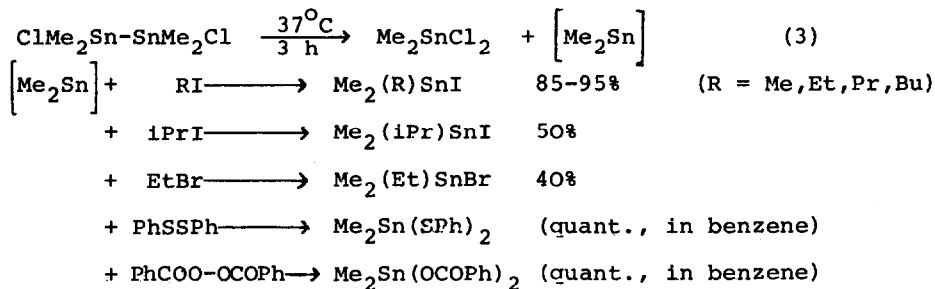 ClMe₂Sn-SnMe₂Cl 37°C 3 h → Me₂SnCl₂ + [Me₂Sn] (3)
[Me₂Sn] + RI → Me₂(R)SnI 85-95% (R = Me,Et,Pr,Bu)
+ iPrI → Me₂(iPr)SnI 50%
+ EtBr → Me₂(Et)SnBr 40%
+ PhSSPh → Me₂Sn(SPh)₂ (quant., in benzene)
+ PhCOO-OCOPh → Me₂Sn(OCOPh)₂ (quant., in benzene)